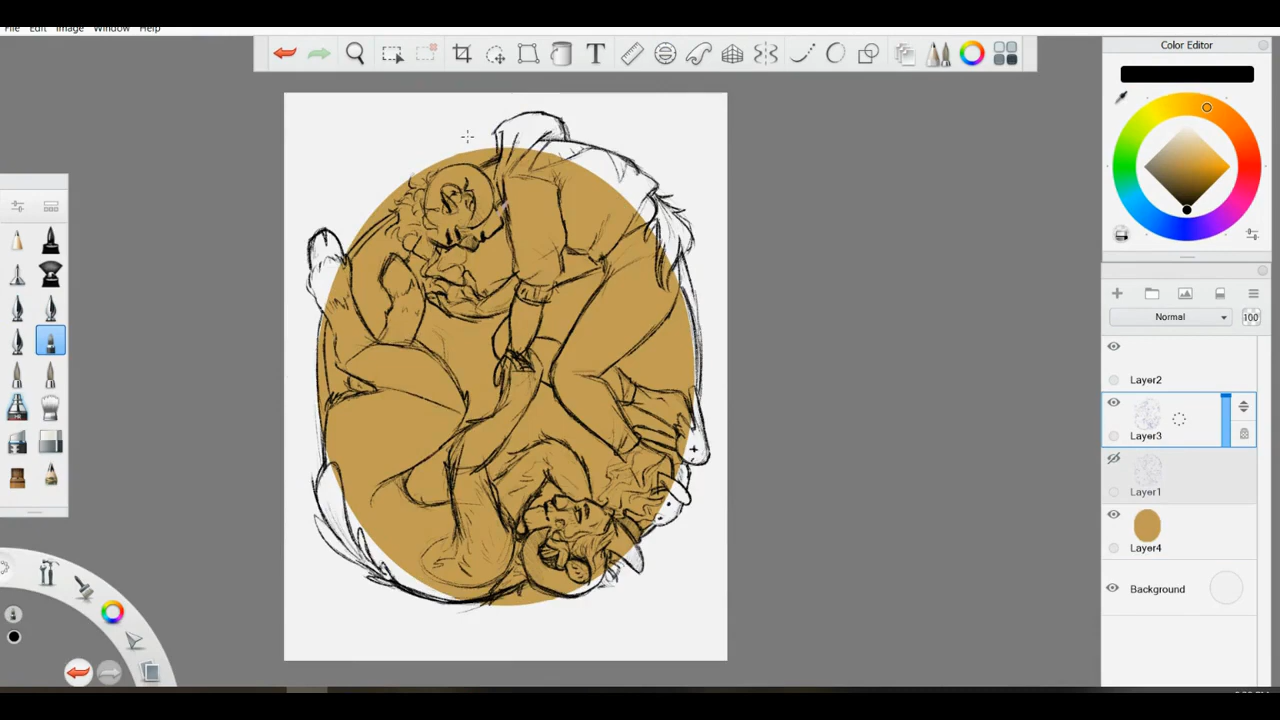 File Edit Image Window Help
T
Color Editor
Normal 100
Layer2
Layer3
Layer1
Layer4
Background